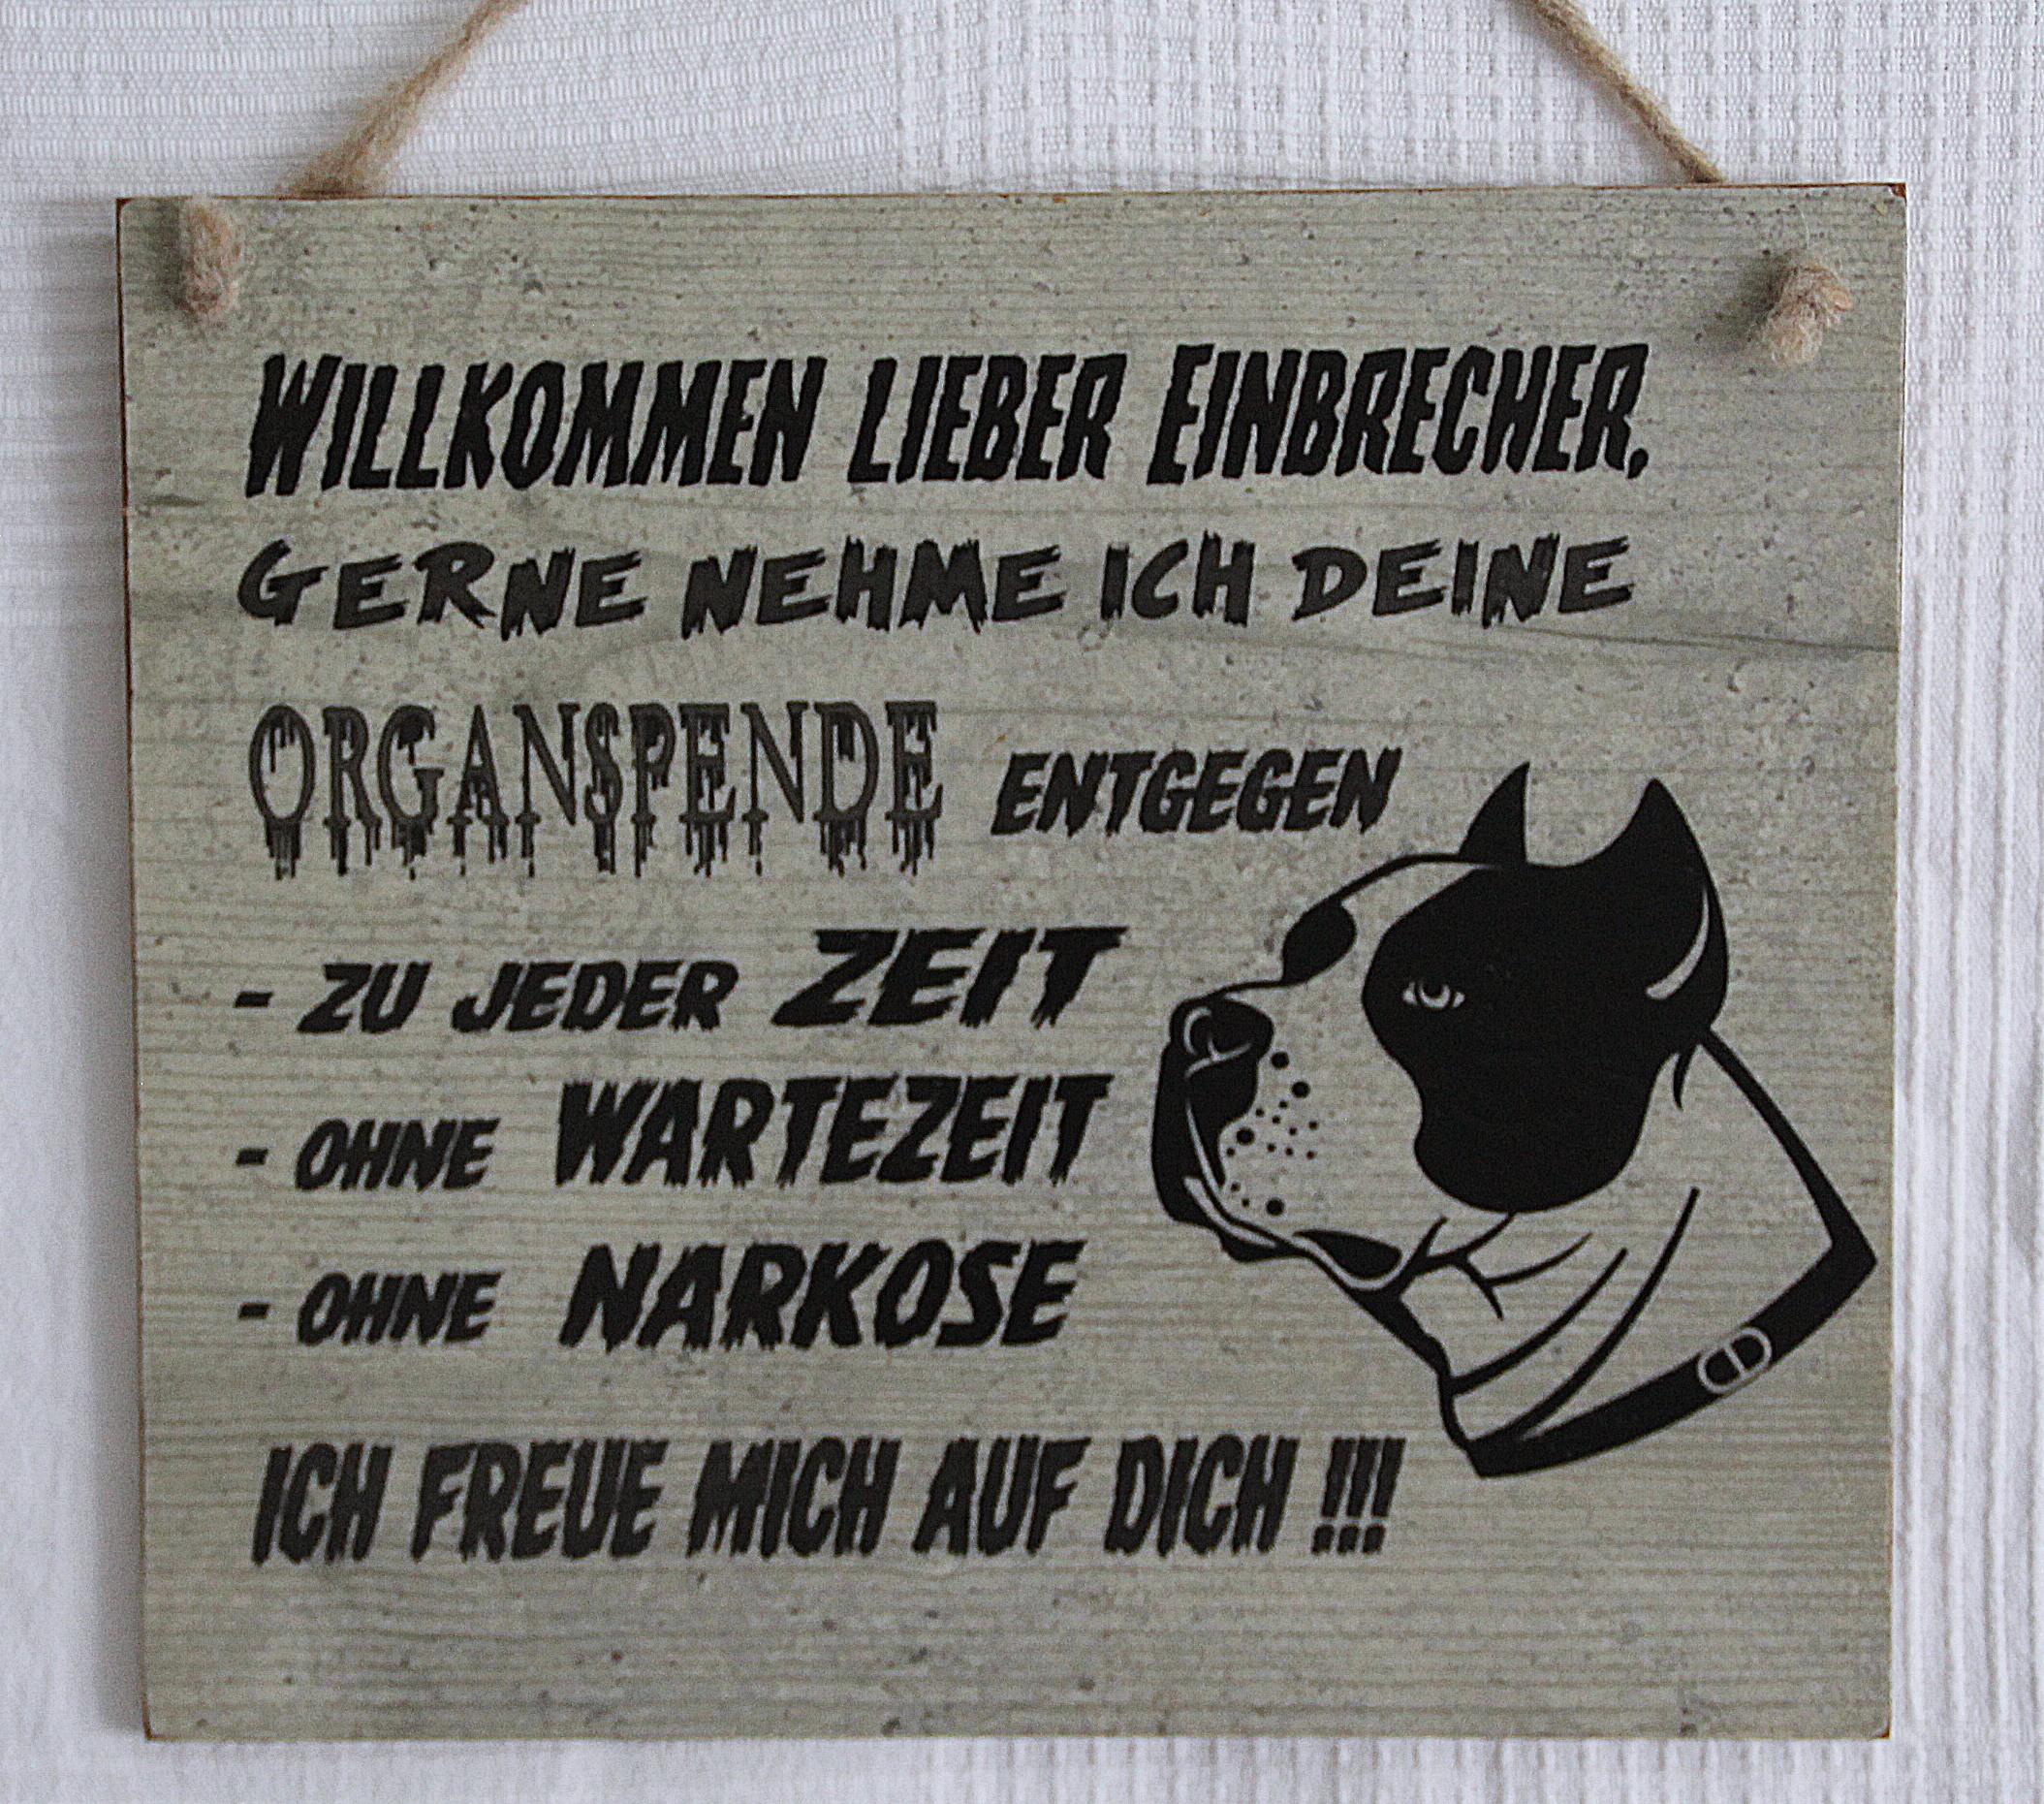 WILLKOMMEN LIEBER EINBRECHER,
GERNE NEHME ICH DEINE
ORGANSPENDE ENTGEGEN
- ZU JEDER ZEIT
- OHNE WARTEZEIT
- OHNE NARKOSE
ICH FREUE MICH AUF DICH !!!